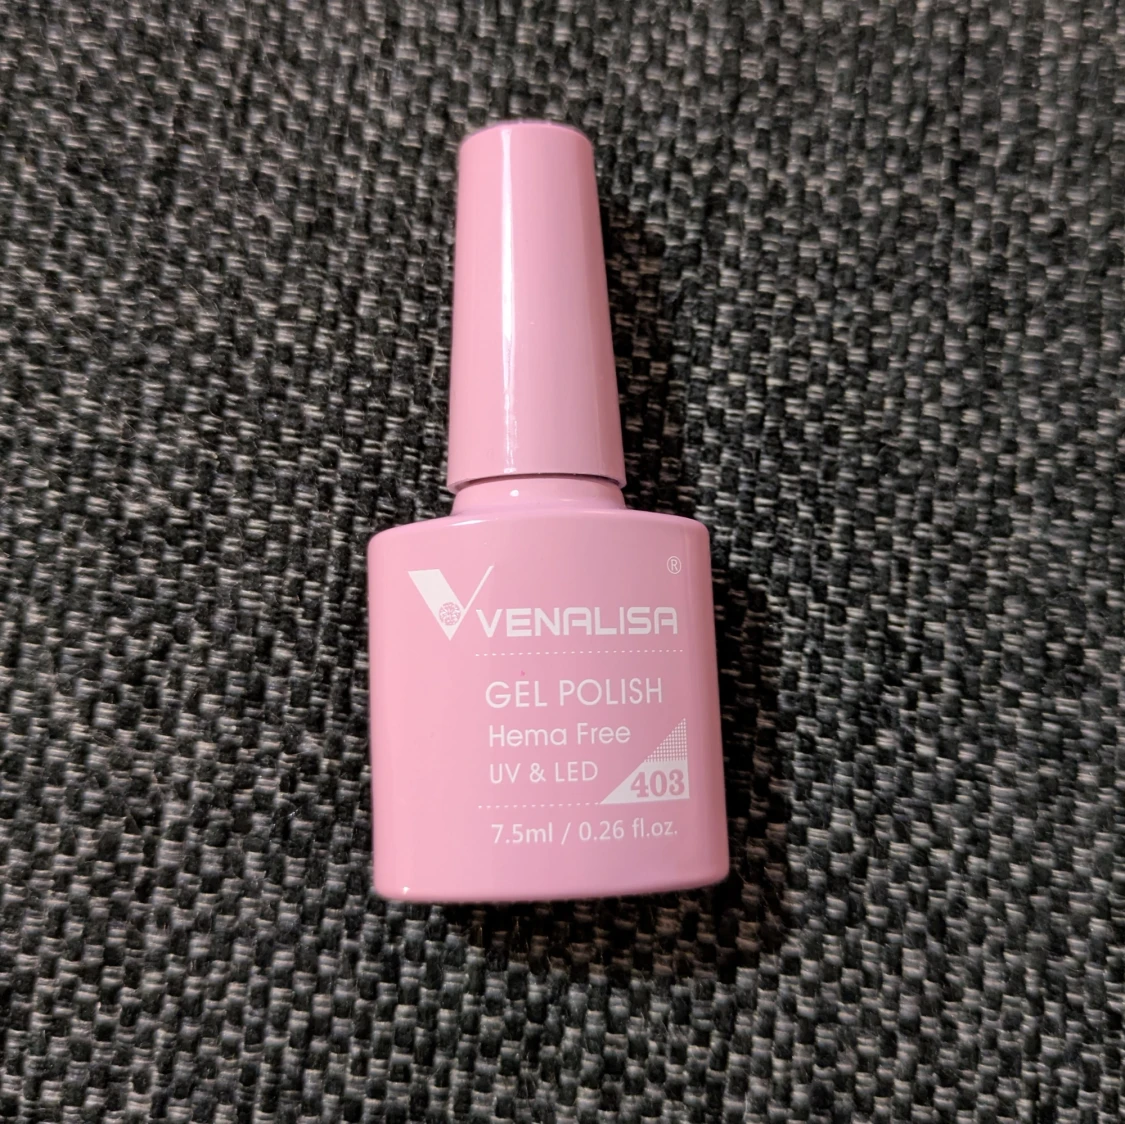 ®
VENALISA
GEL POLISH
Hema Free
UV & LED
403
7.5ml / 0.26 fl.oz.